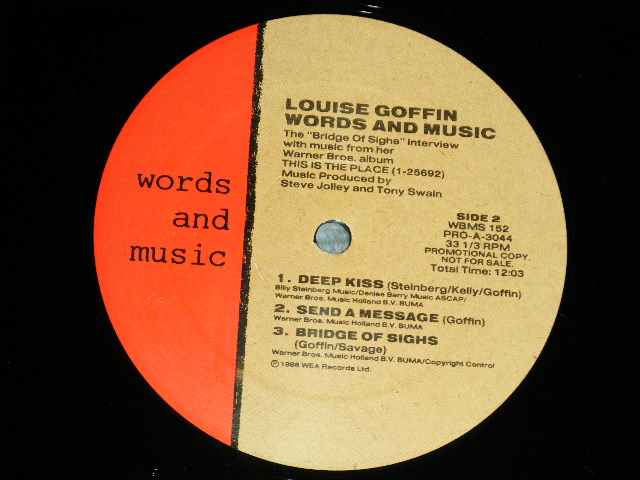 words
and
music
LOUISE GOFFIN
WORDS AND MUSIC
The "Bridge Of Sighs" Interview
with music from her
Warner Bros. album
THIS IS THE PLACE (1-25692)
Music Produced by
Steve Jolley and Tony Swain
SIDE 2
WBMS 152
PRO-A-3044
33 1/3 RPM
PROMOTIONAL COPY.
NOT FOR SALE.
Total Time: 12:03
1. DEEP KISS (Steinberg/Kelly/Goffin)
Billy Steinberg Music/Denise Barry Music ASCAP/
Warner Bros. Music Holland B.V. BUMA
2. SEND A MESSAGE (Goffin)
Warner Bros. Music Holland B.V. BUMA
3. BRIDGE OF SIGHS
(Goffin/Savage)
Warner Bros. Music Holland B.V. BUMA/Copyright Control
℗ 1988 WEA Records Ltd.